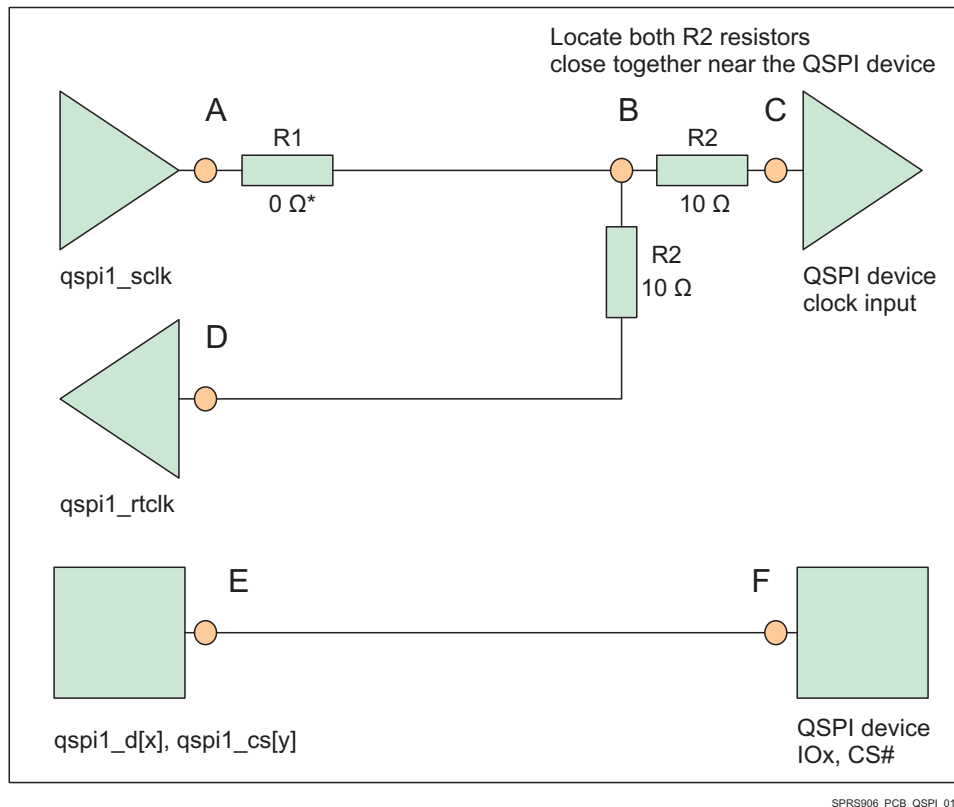 Locate both R2 resistors
close together near the QSPI device
A
R1
0 Ω*
B
R2
10 Ω
C
R2
10 Ω
qspi1_sclk
QSPI device
clock input
D
qspi1_rtclk
E
F
qspi1_d[x], qspi1_cs[y]
QSPI device
IOx, CS#
SPRS906_PCB_QSPI_01